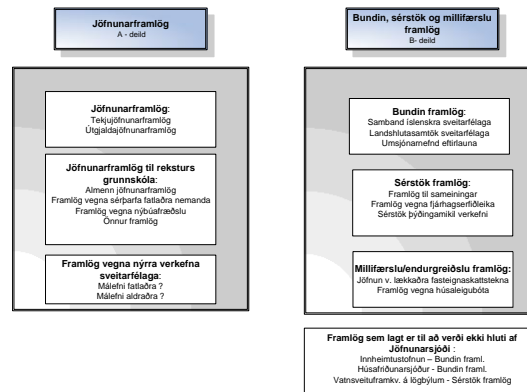 Jöfnunarframlög
A - deild
Jöfnunarframlög:
Tekjujöfnunarframlög
Útgjaldajöfnunarframlög
Jöfnunarframlög til reksturs
grunnskóla:
Almenn jöfnunarframlög
Framlög vegna sérþarfa fatlaðra nemanda
Framlög vegna nýbúafræðslu
Önnur framlög
Framlög vegna nýrra verkefna
sveitarfélaga:
Málefni fatlaðra ?
Málefni aldraðra ?
Bundin, sérstök og millifærslu
framlög
B- deild
Bundin framlög:
Samband íslenskra sveitarfélaga
Landshlutasamtök sveitarfélaga
Umsjónarnefnd eftirlauna
Sérstök framlög:
Framlög til sameiningar
Framlög vegna fjárhagserfiðleika
Sérstök þýðingamikil verkefni
Millifærslu/endurgreiðslu framlög:
Jöfnun v. lækkaðra fasteignaskattstekna
Framlög vegna húsaleigubóta
Framlög sem lagt er til að verði ekki hluti af
Jöfnunarsjóði :
Innheimtustofnun – Bundin framl.
Húsafriðunarsjóður - Bundin framl.
Vatnsveituframkv. á lögbýlum - Sérstök framlög